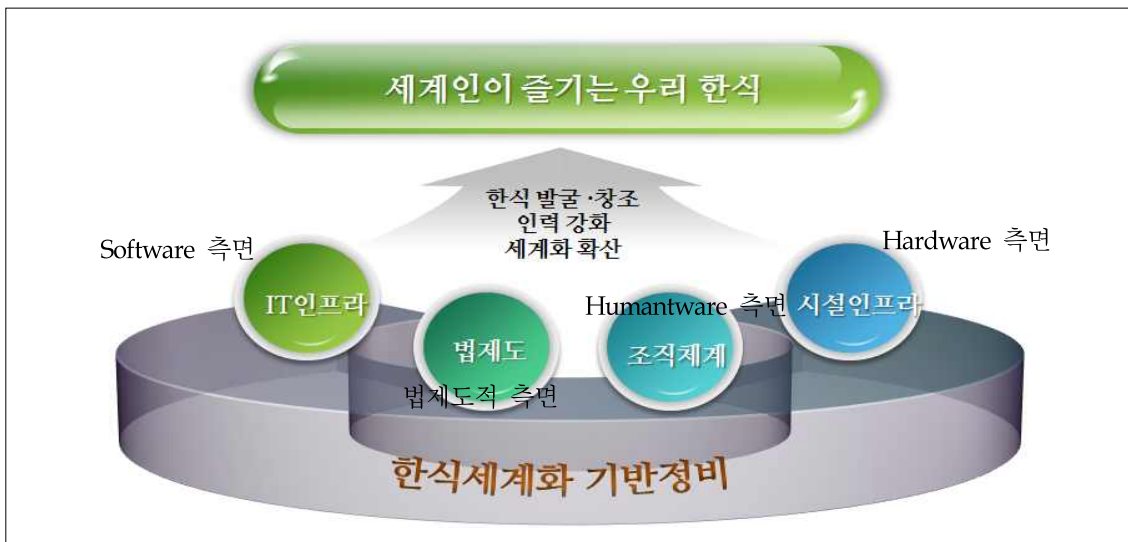 세계인이 즐기는 우리 한식
한식 발굴·창조
인력 강화
세계화 확산
Software 측면
Hardware 측면
IT인프라
Humantware 측면
시설인프라
법제도
조직체계
법제도적 측면
한식세계화 기반정비